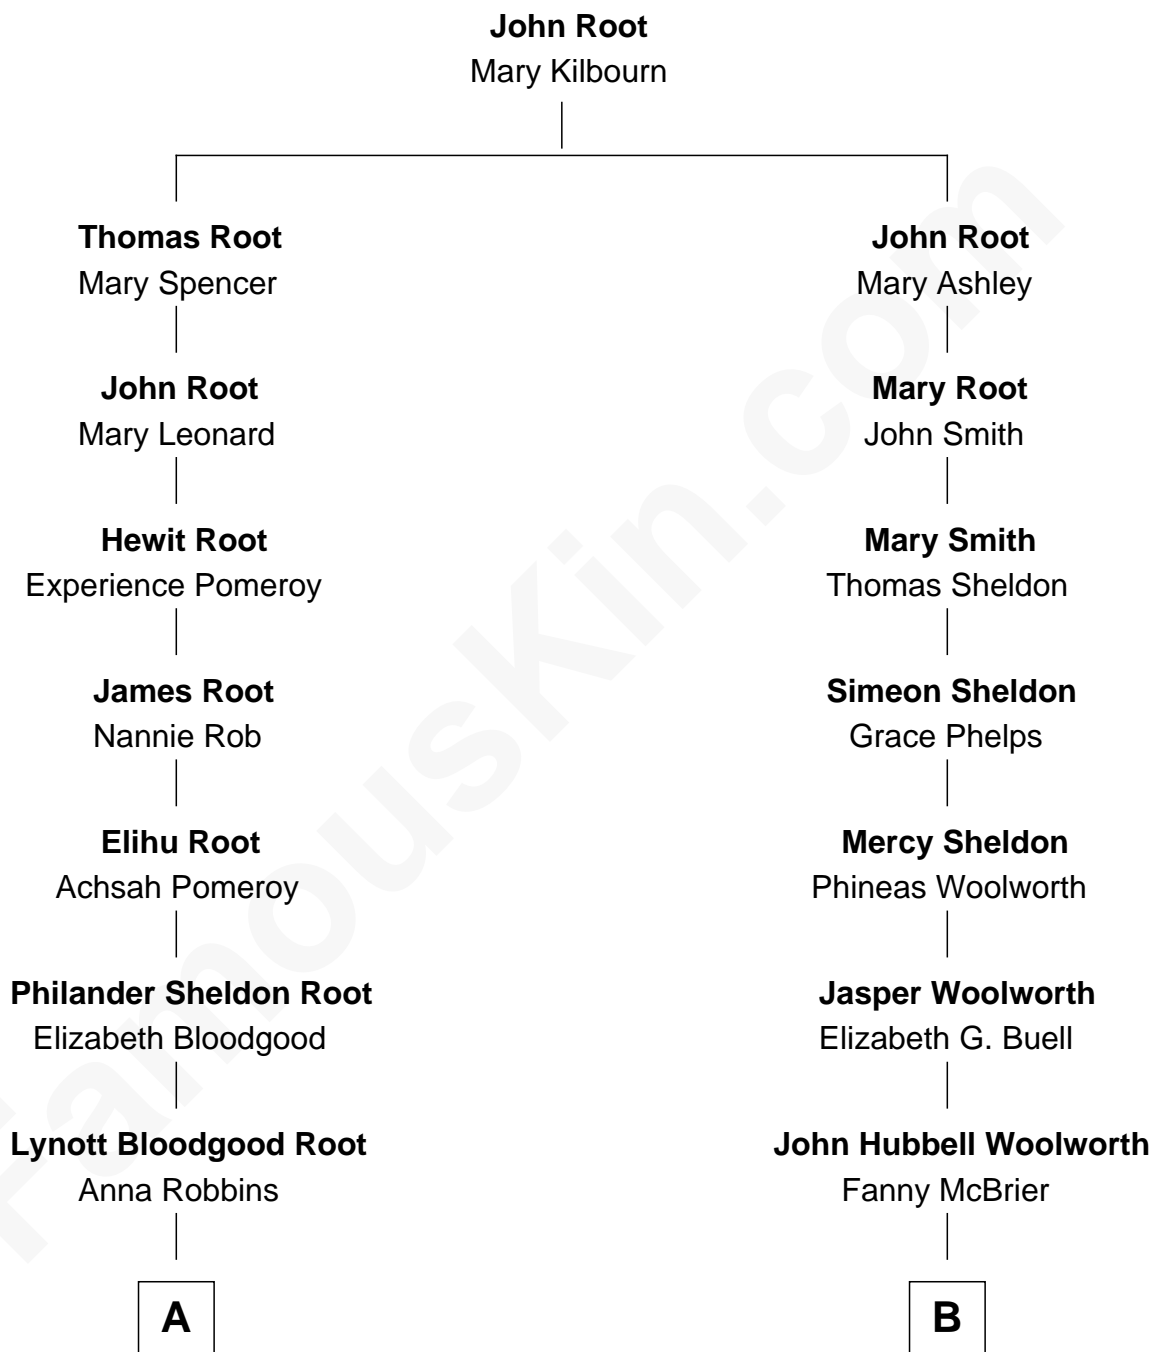 John Root
Mary Kilbourn
Thomas Root
Mary Spencer
John Root
Mary Ashley
John Root
Mary Leonard
Mary Root
John Smith
Hewit Root
Experience Pomeroy
Mary Smith
Thomas Sheldon
James Root
Nannie Rob
Simeon Sheldon
Grace Phelps
Elihu Root
Achsah Pomeroy
Mercy Sheldon
Phineas Woolworth
Philander Sheldon Root
Elizabeth Bloodgood
Jasper Woolworth
Elizabeth G. Buell
Lynott Bloodgood Root
Anna Robbins
John Hubbell Woolworth
Fanny McBrier
A
B
FamousKin.com